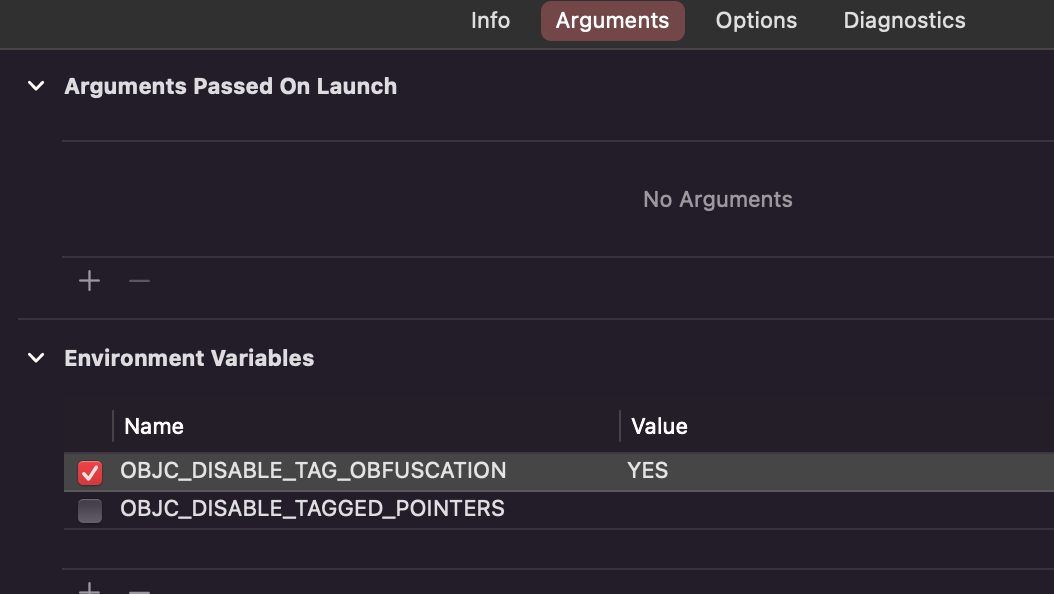 Info Arguments Options Diagnostics
Arguments Passed On Launch
No Arguments
Environment Variables
Name Value
OBJC_DISABLE_TAG_OBFUSCATION YES
OBJC_DISABLE_TAGGED_POINTERS